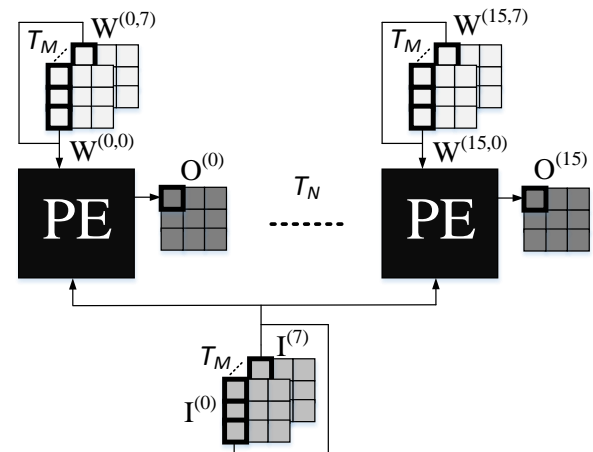 W(0,7)
T_M
W(0,0)
PE
O(0)
T_N
W(15,7)
T_M
W(15,0)
PE
O(15)
I(7)
T_M
I(0)